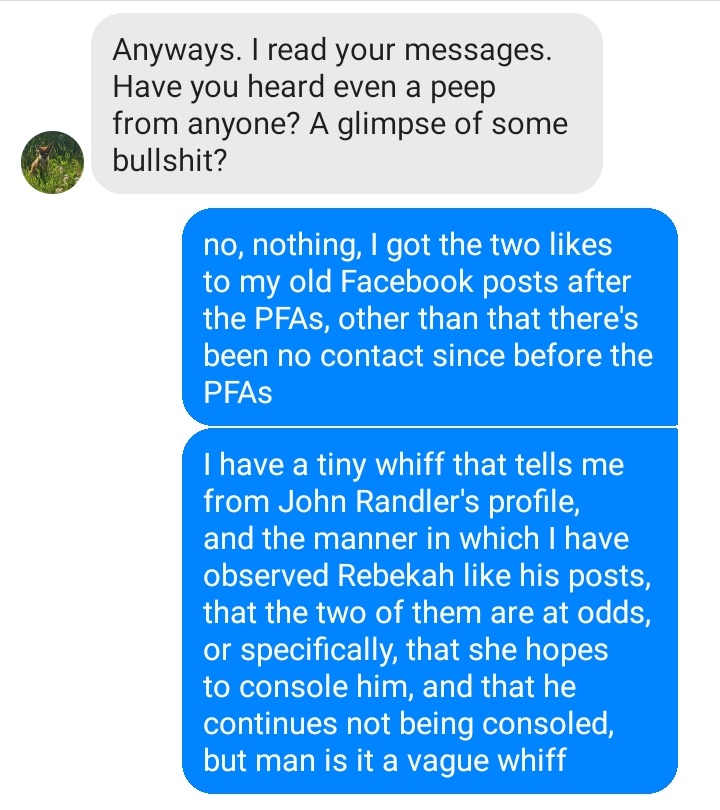 Anyways. I read your messages.
Have you heard even a peep
from anyone? A glimpse of some
bullshit?
no, nothing, I got the two likes
to my old Facebook posts after
the PFAs, other than that there's
been no contact since before the
PFAs
I have a tiny whiff that tells me
from John Randler's profile,
and the manner in which I have
observed Rebekah like his posts,
that the two of them are at odds,
or specifically, that she hopes
to console him, and that he
continues not being consoled,
but man is it a vague whiff